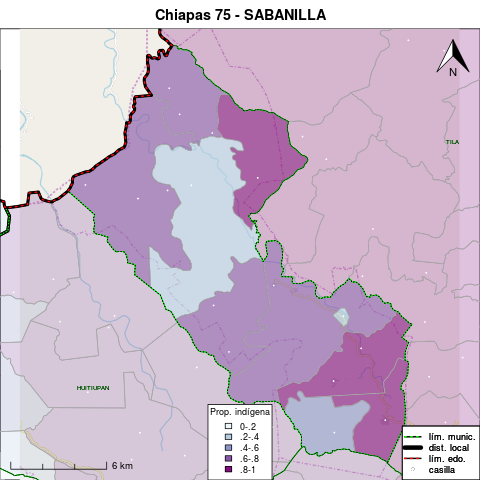 Chiapas 75 - SABANILLA
N
TILA
HUITIUPAN
Prop. indígena
0-.2
.2-.4
.4-.6
.6-.8
.8-1
6 km
lím. munic.
dist. local
lím. edo.
casilla